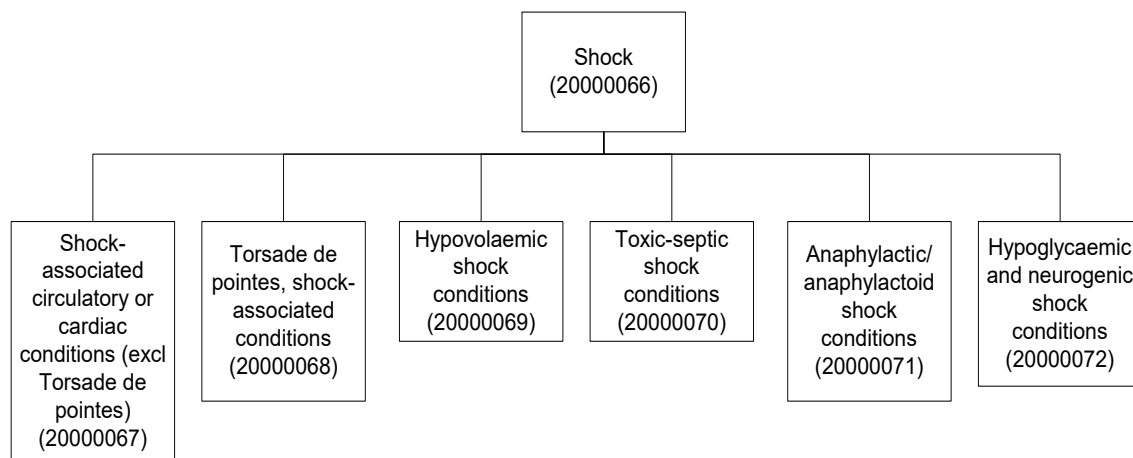 Shock
(20000066)
Shock-
associated
circulatory or
cardiac
conditions (excl
Torsade de
pointes)
(20000067)
Torsade de
pointes, shock-
associated
conditions
(20000068)
Hypovolaemic
shock
conditions
(20000069)
Toxic-septic
shock
conditions
(20000070)
Anaphylactic/
anaphylactoid
shock
conditions
(20000071)
Hypoglycaemic
and neurogenic
shock
conditions
(20000072)